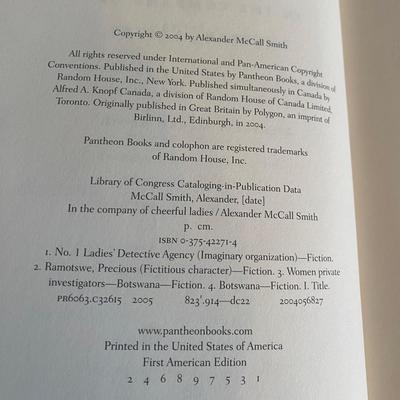 Copyright © 2004 by Alexander McCall Smith
All rights reserved under International and Pan-American Copyright
Conventions. Published in the United States by Pantheon Books, a division of
Random House, Inc., New York. Published simultaneously in Canada by
Alfred A. Knopf Canada, a division of Random House of Canada Limited,
Toronto. Originally published in Great Britain by Polygon, an imprint of
Birlinn, Ltd., Edinburgh, in 2004.
Pantheon Books and colophon are registered trademarks
of Random House, Inc.
Library of Congress Cataloging-in-Publication Data
McCall Smith, Alexander, [date]
In the company of cheerful ladies / Alexander McCall Smith
p. cm.
ISBN 0-375-42271-4
1. No. 1 Ladies' Detective Agency (Imaginary organization)—Fiction.
2. Ramotswe, Precious (Fictitious character)—Fiction. 3. Women private
investigators—Botswana—Fiction. 4. Botswana—Fiction. I. Title.
PR6063.C32615 2005 823'.914—dc22 2004056827
www.pantheonbooks.com
Printed in the United States of America
First American Edition
2 4 6 8 9 7 5 3 1